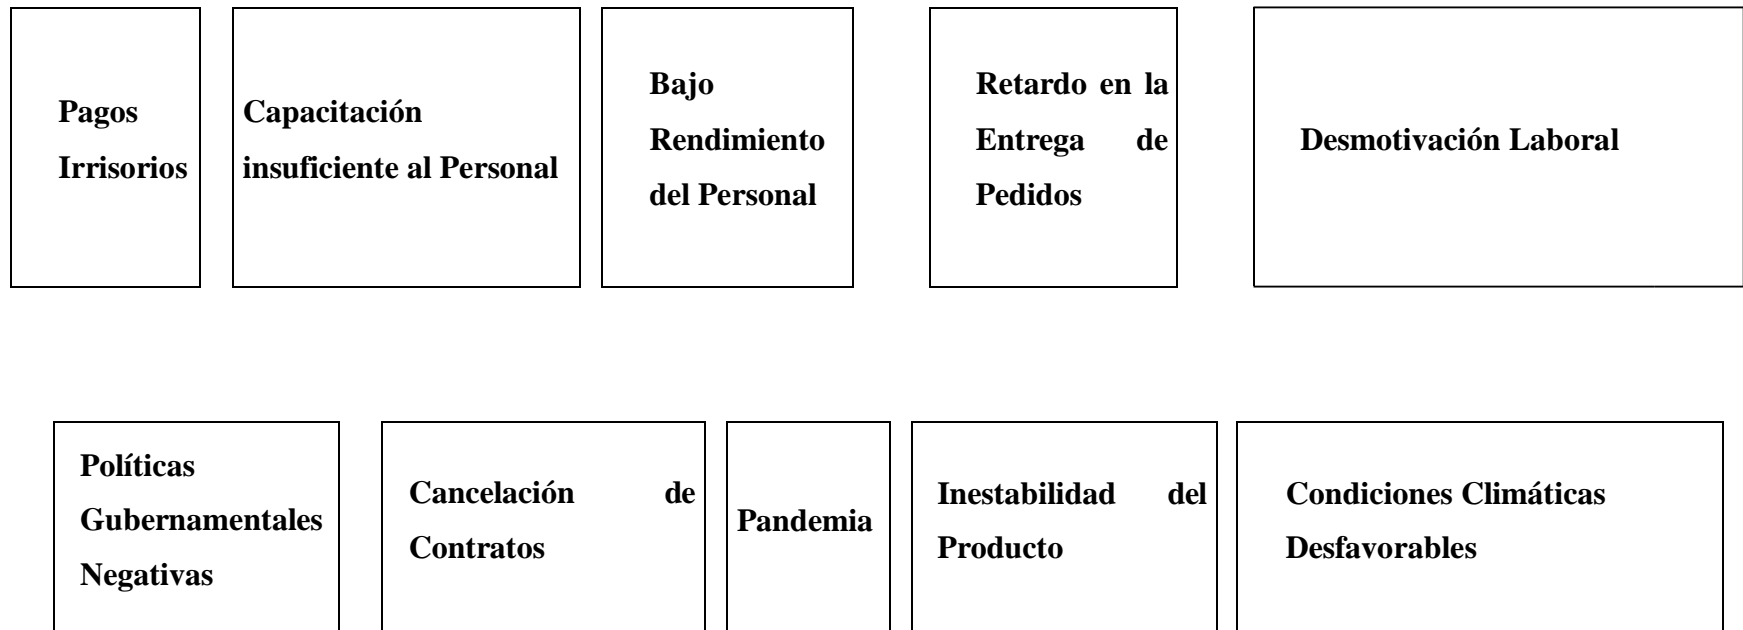 Pagos
Irrisorios
Capacitación
insuficiente al Personal
Bajo
Rendimiento
del Personal
Retardo en la
Entrega de
Pedidos
Desmotivación Laboral
Políticas
Gubernamentales
Negativas
Cancelación de
Contratos
Pandemia
Inestabilidad del
Producto
Condiciones Climáticas
Desfavorables